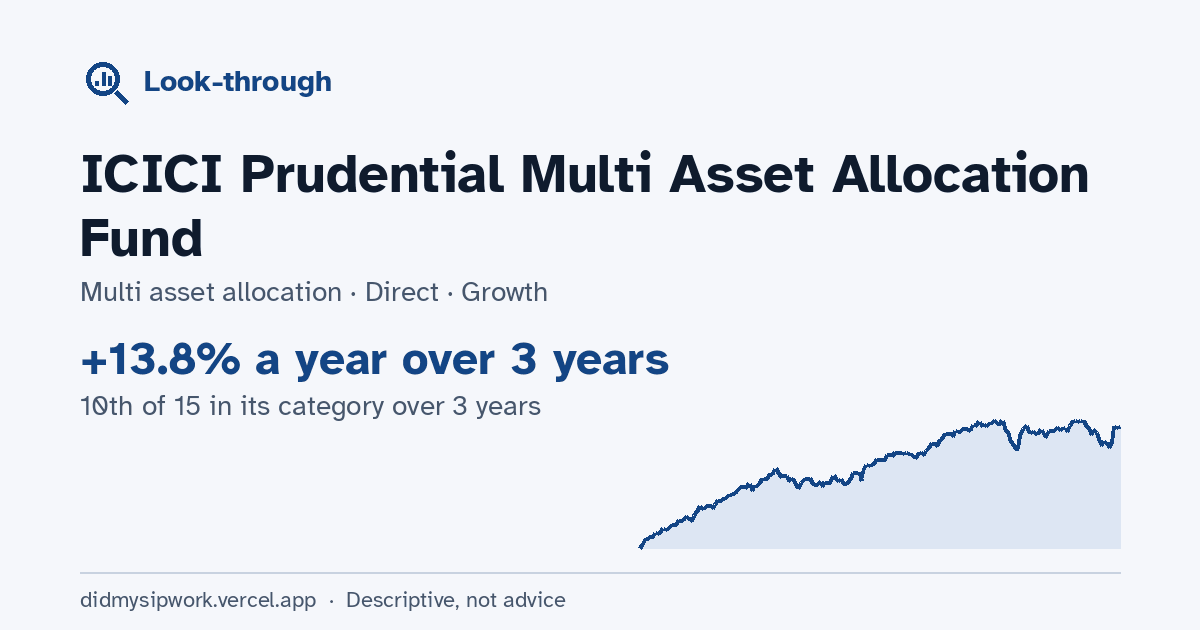 Look-through
ICICI Prudential Multi Asset Allocation
Fund
Multi asset allocation · Direct · Growth
+13.8% a year over 3 years
10th of 15 in its category over 3 years
didmysipwork.vercel.app · Descriptive, not advice